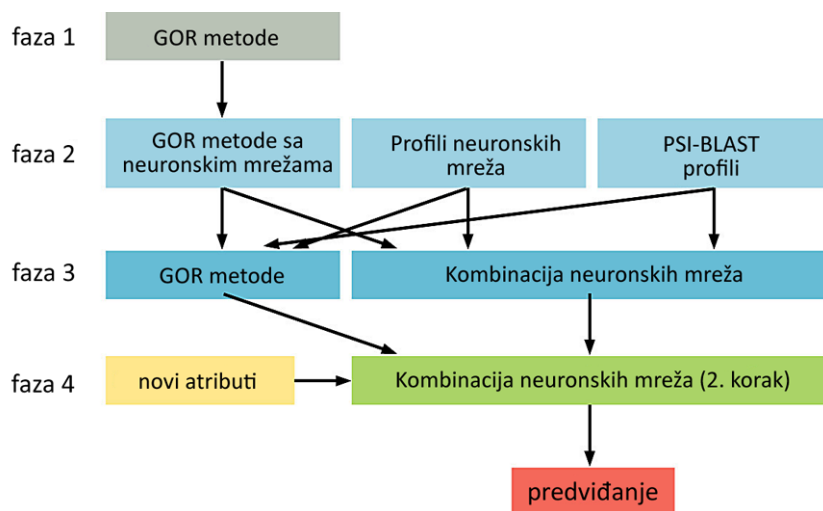 faza 1
GOR metode
faza 2
GOR metode sa
neuronskim mrežama
Profili neuronskih
mreža
PSI-BLAST
profili
faza 3
GOR metode
Kombinacija neuronskih mreža
faza 4
novi atributi
Kombinacija neuronskih mreža (2. korak)
predviđanje